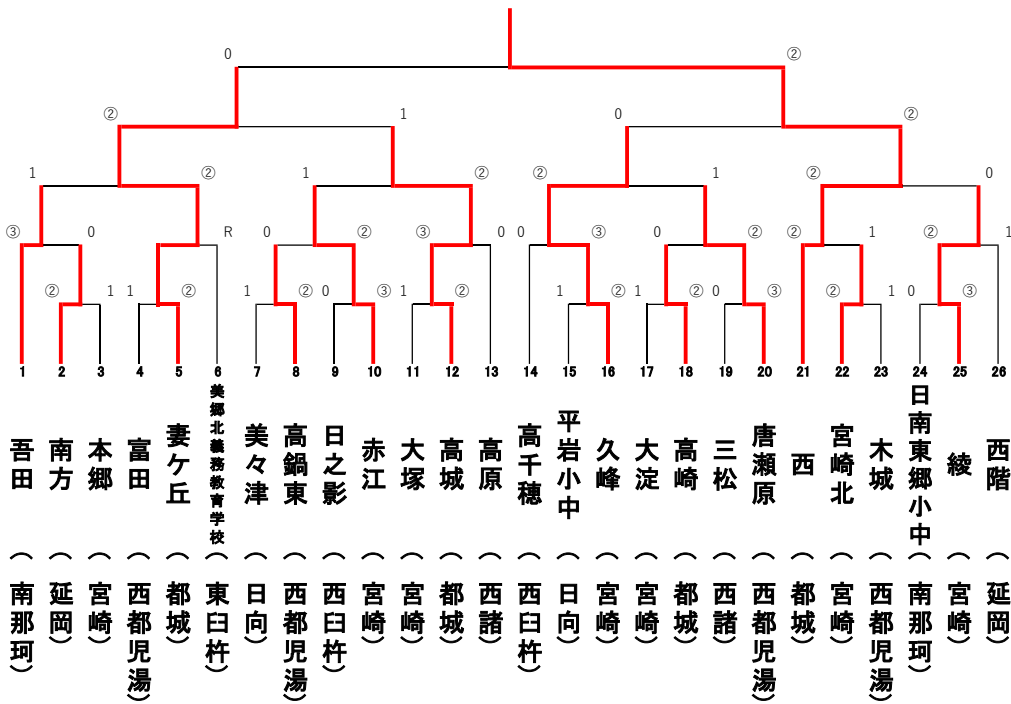 0 ②
② 1 0 ②
1 ② 1 ② ② 1 ② 0
③ 0 R 0 ② ③ 0 0 ③ 0 ② ② 1 ② 1
② 1 1 ② 1 ② 0 ③ 1 ② 1 ② 1 ② 0 ③ ② 1 0 ③
1 2 3 4 5 6 7 8 9 10 11 12 13 14 15 16 17 18 19 20 21 22 23 24 25 26
吾田（南那珂）
南方（延岡）
本郷（宮崎）
富田（西都児湯）
妻ケ丘（都城）
美郷北義務教育学校（東臼杵）
美々津（日向）
高鍋東（西都児湯）
日之影（西臼杵）
赤江（宮崎）
大塚（宮崎）
高城（都城）
高原（西諸）
高千穂（西臼杵）
平岩小中（日向）
久峰（宮崎）
大淀（宮崎）
高崎（都城）
三松（西諸）
唐瀬原（西都児湯）
西（都城）
宮崎北（宮崎）
木城（西都児湯）
日南東郷小中（南那珂）
綾（宮崎）
西階（延岡）